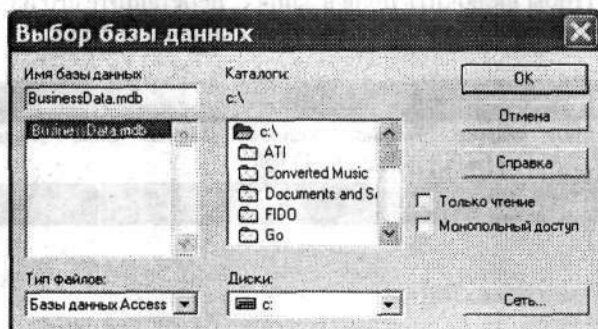 Выбор базы данных
Имя базы данных
BusinessData.mdb
BusinessData.mdb
Тип файлов:
Базы данных Access
Каталоги:
c:\
c:\
ATI
Converted Music
Documents and Se
FIDO
Go
Диски:
c:
OK
Отмена
Справка
Только чтение
Монопольный доступ
Сеть...